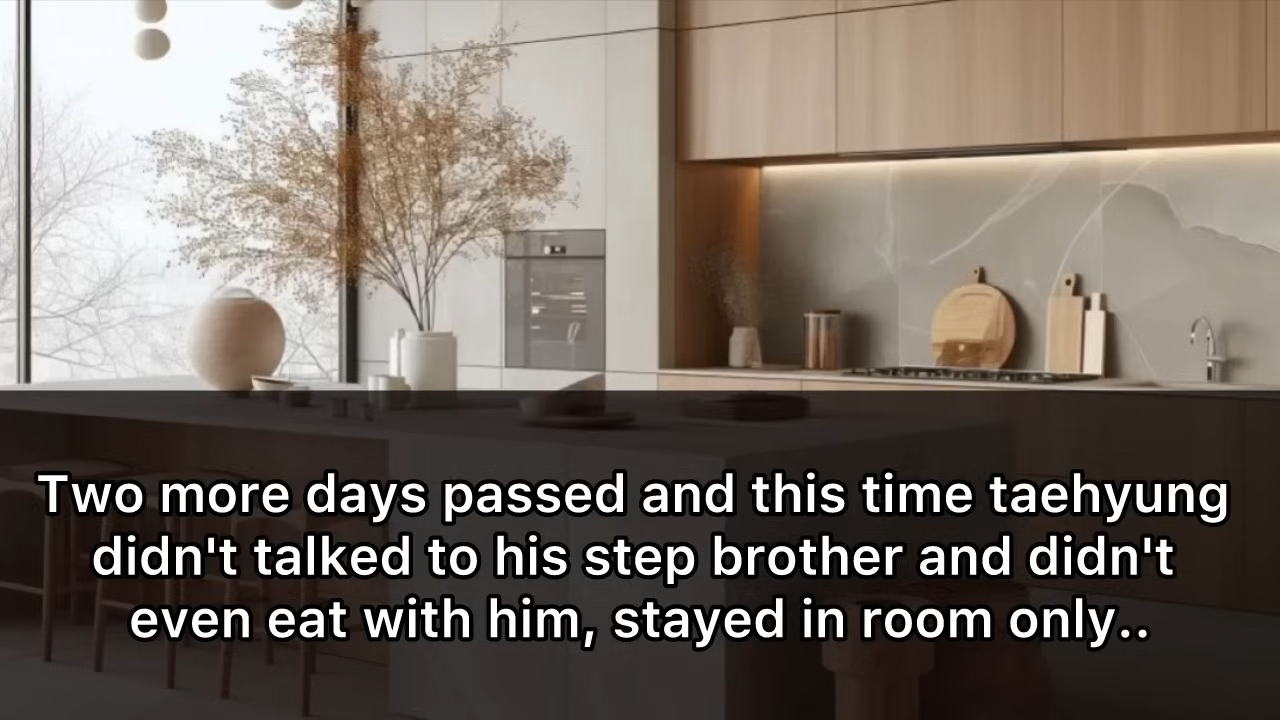 Two more days passed and this time taehyung
didn't talked to his step brother and didn't
even eat with him, stayed in room only..